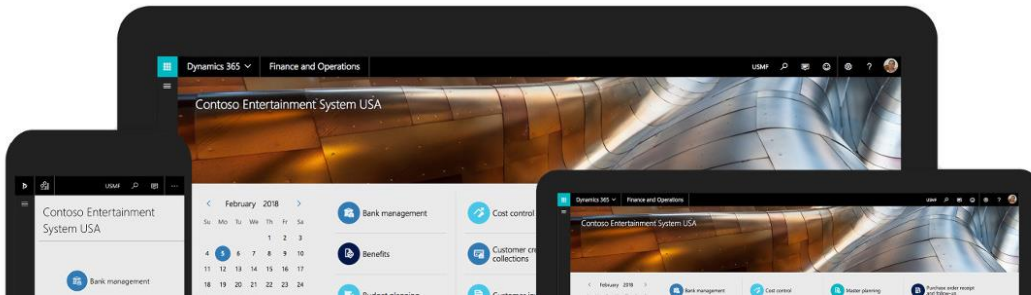 Dynamics 365
Finance and Operations
USMF
?
Contoso Entertainment System USA
February 2018
Su Mo Tu We Th Fr Sa
1 2 3
4 5 6 7 8 9 10
11 12 13 14 15 16 17
18 19 20 21 22 23 24
Bank management
Benefits
Cost control
collections
USMF
Contoso Entertainment
System USA
Bank management
Dynamics 365
Finance and Operations
USMF
?
Contoso Entertainment System USA
February 2018
Bank management
Cost control
Master planning
Purchase order receipt
and follow-up